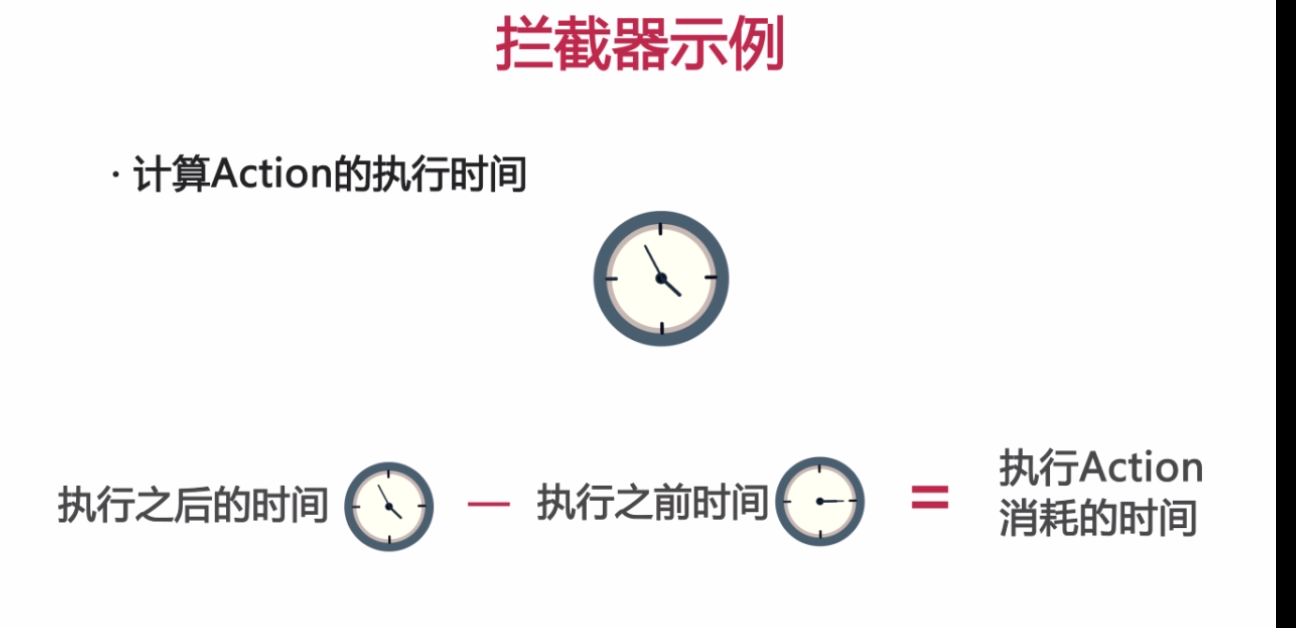 拦截器示例
· 计算Action的执行时间
执行之后的时间 — 执行之前时间 = 执行Action
消耗的时间